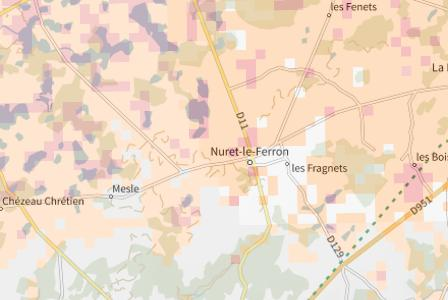 les Fenets
La
D11
Nuret-le-Ferron
les Fragnets
les Bois
Mesle
Chézeau Chrétien
D951
D129